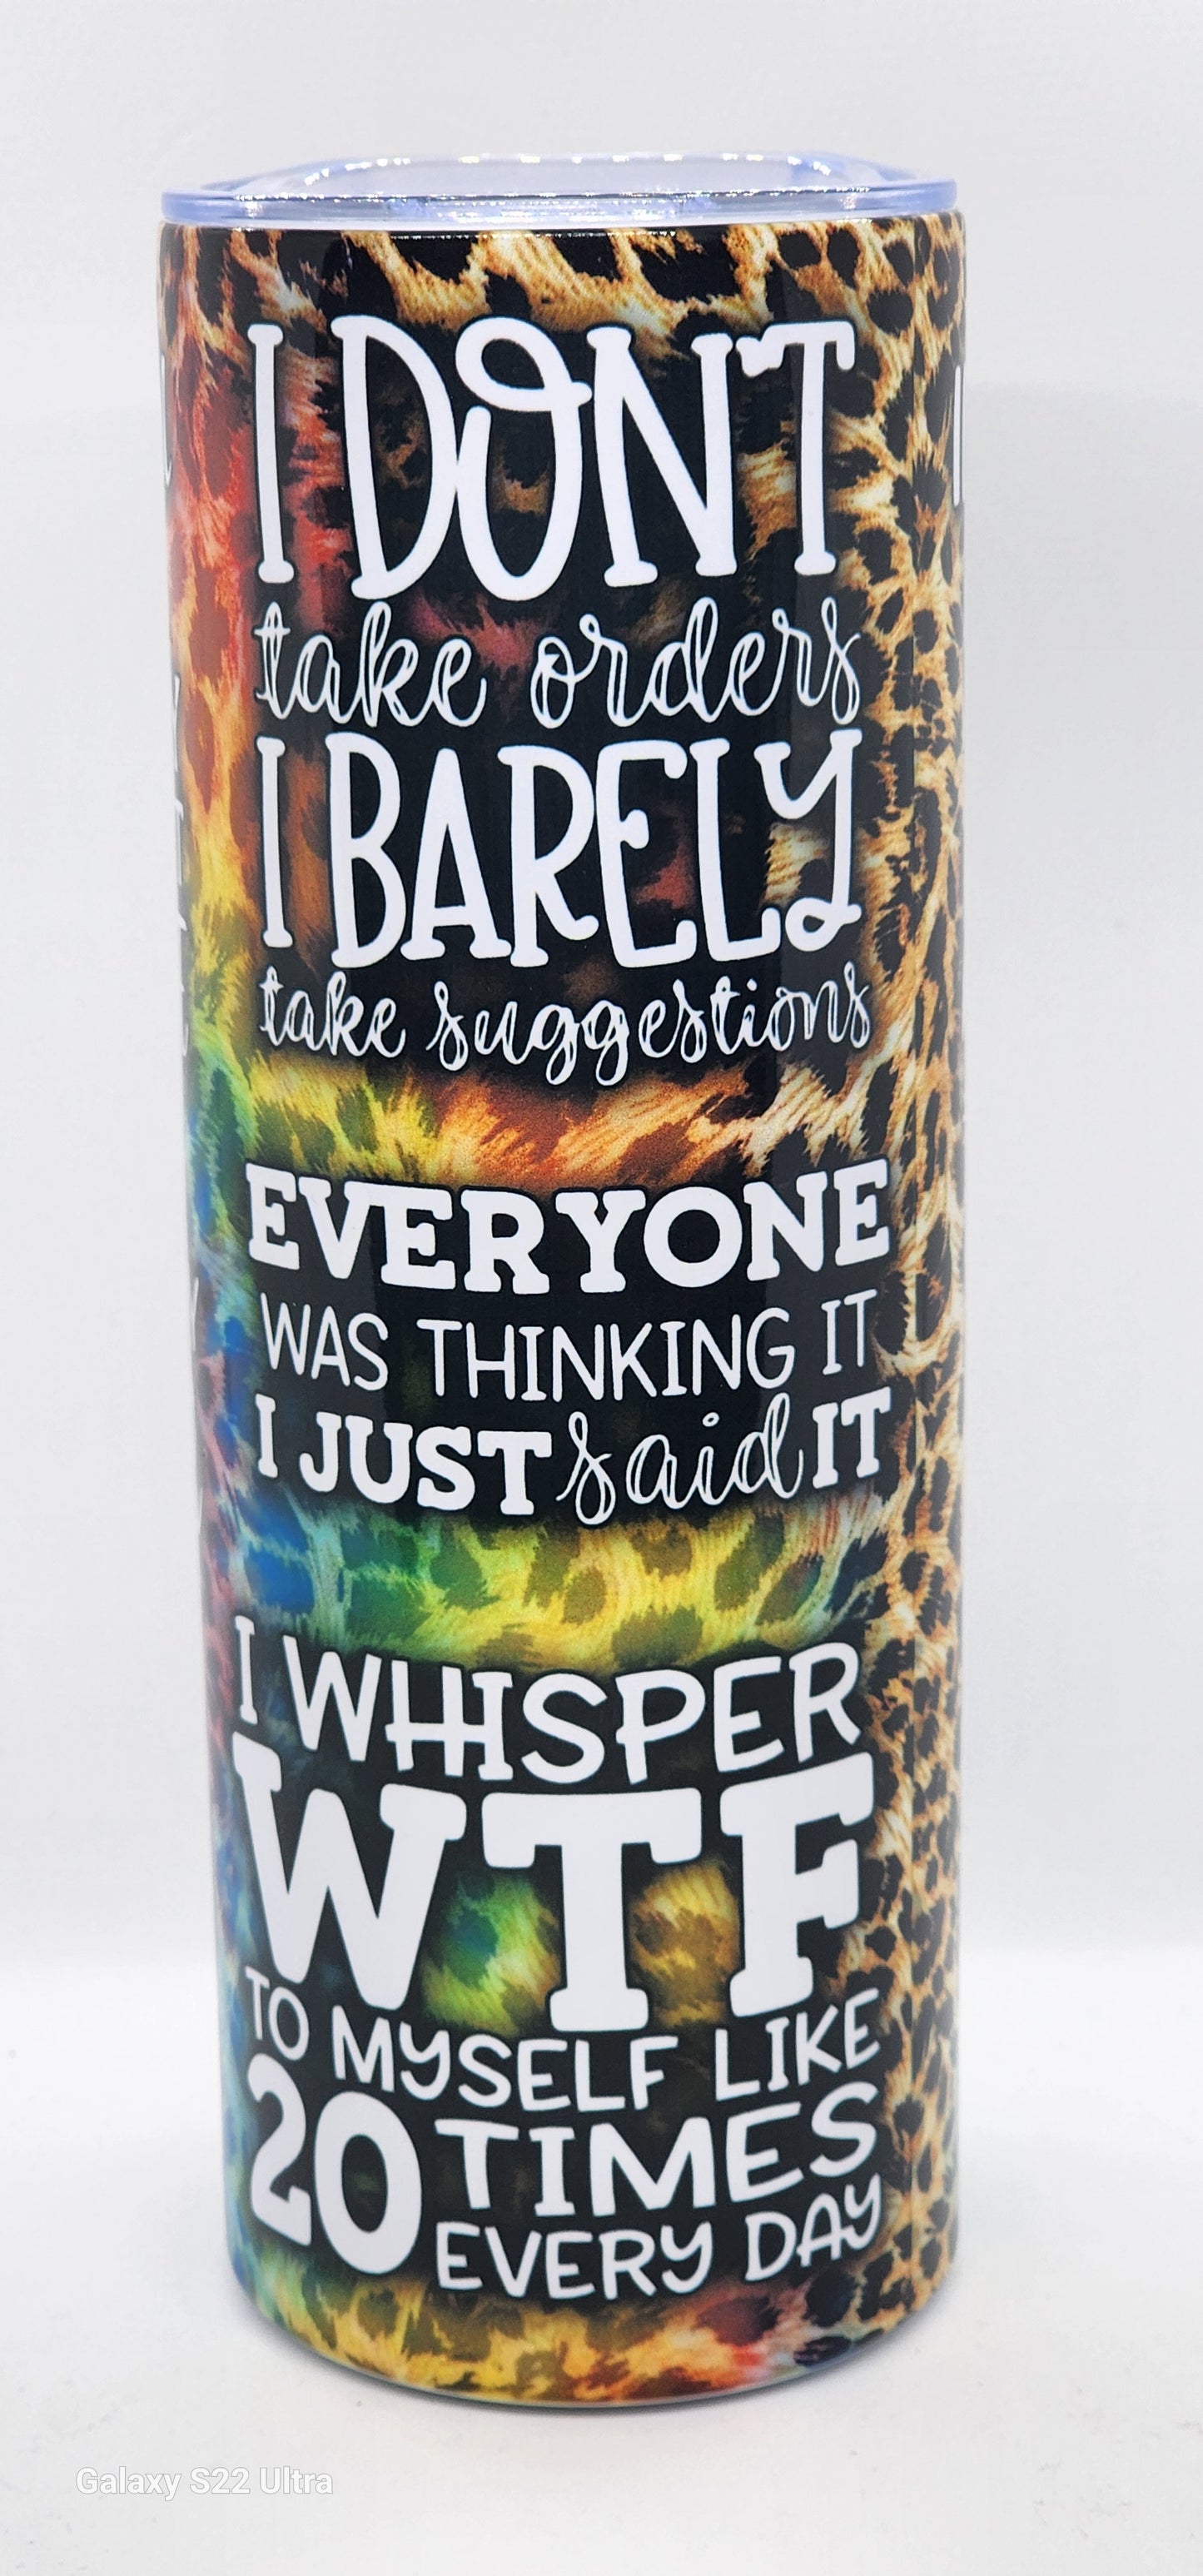 I DON'T
take orders
I BARELY
take suggestions
EVERYONE
WAS THINKING IT
I JUST said IT
I WHISPER
WTF
TO MYSELF LIKE
20 TIMES
EVERY DAY
Galaxy S22 Ultra